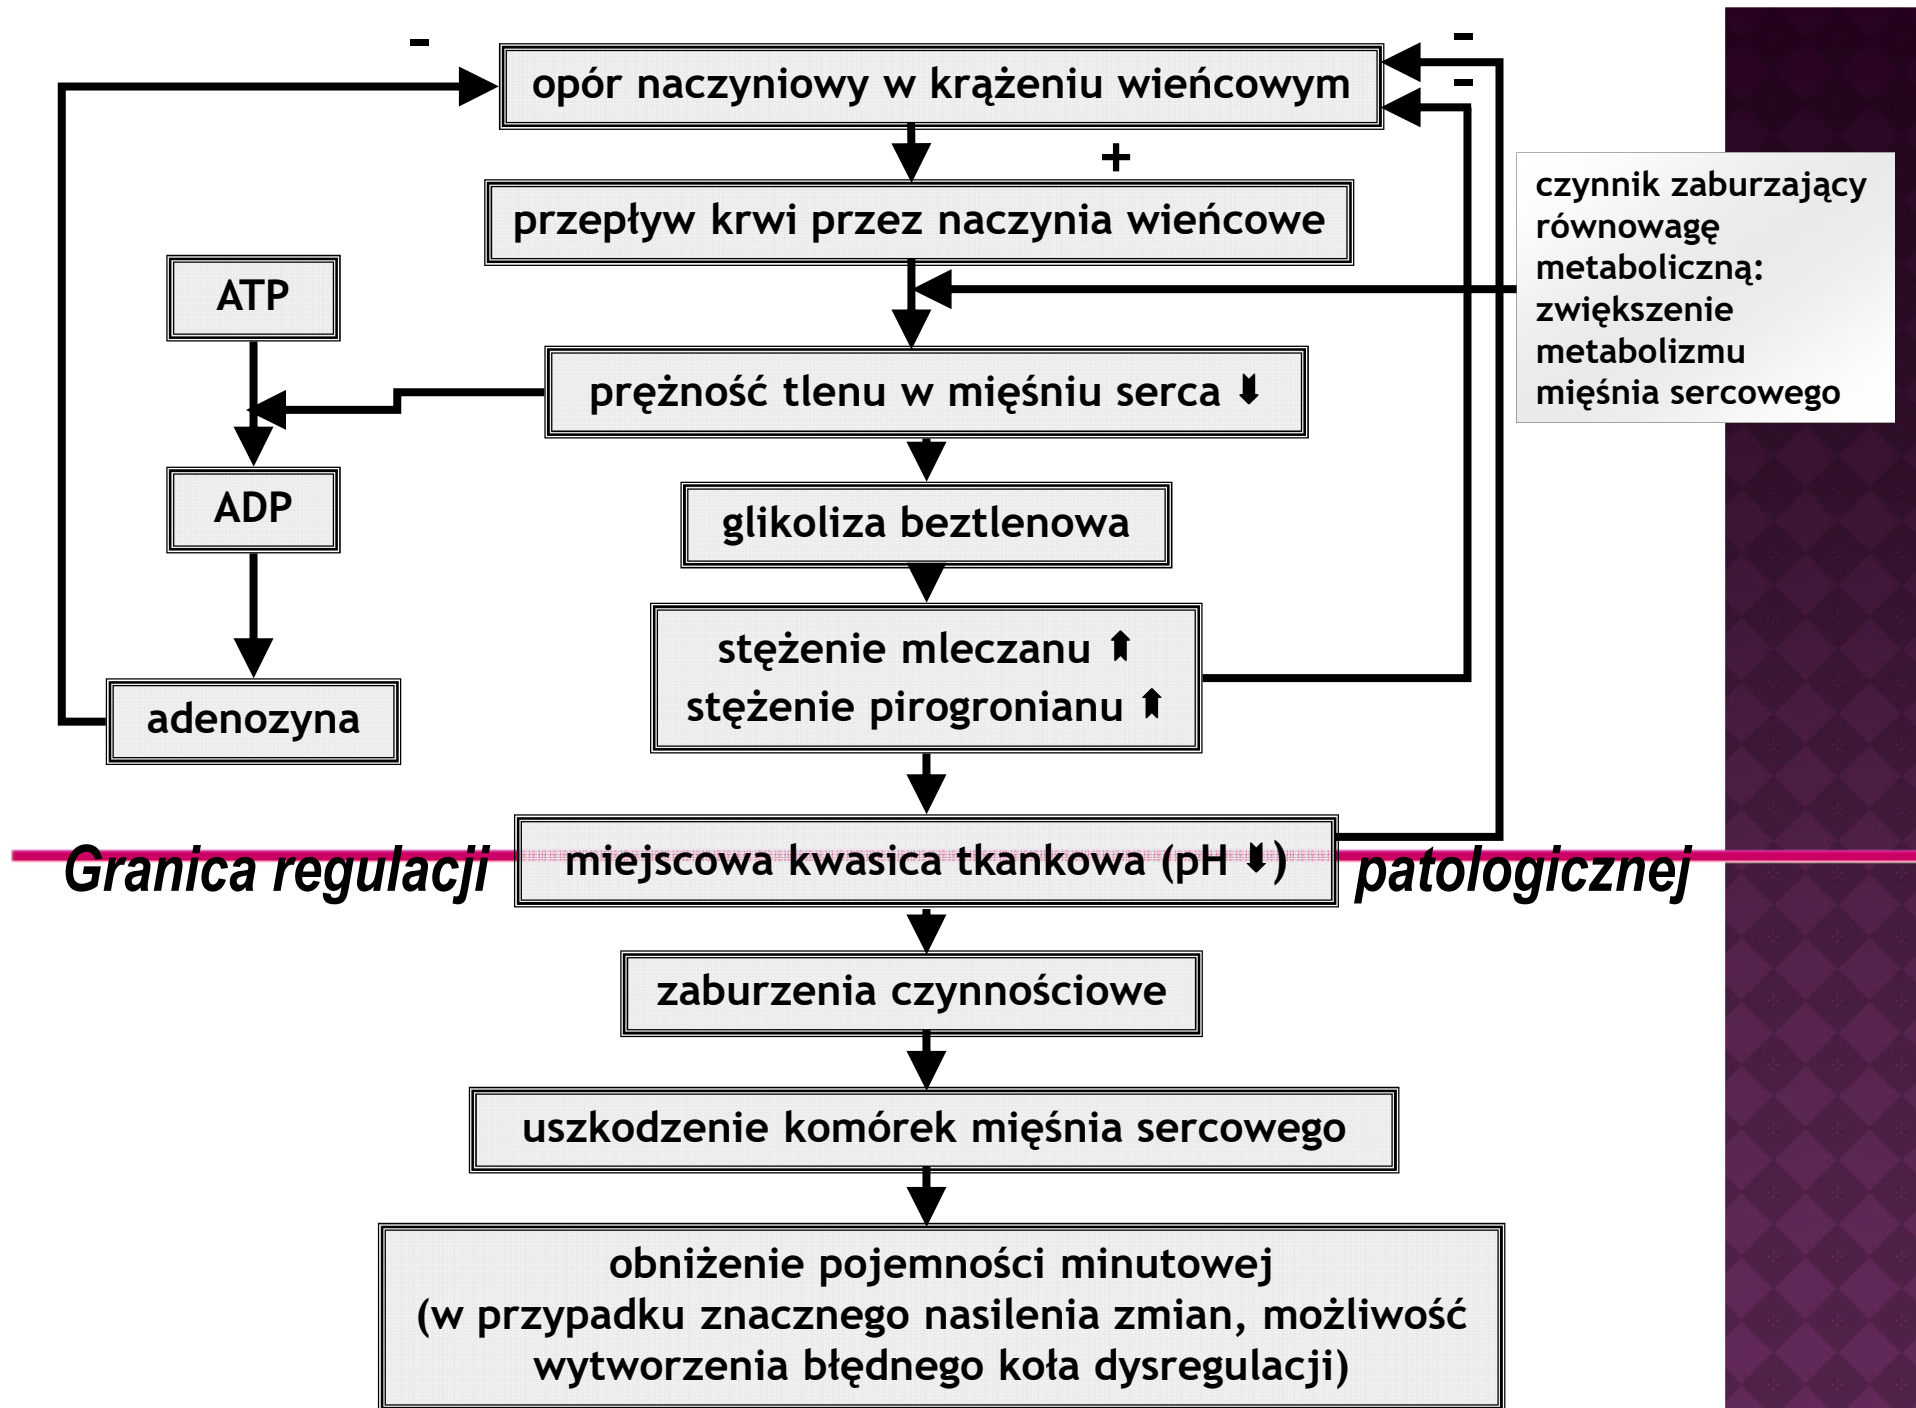 -
opór naczyniowy w krążeniu wieńcowym
-
-
+
przepływ krwi przez naczynia wieńcowe
czynnik zaburzający
równowagę
metaboliczną:
zwiększenie
metabolizmu
mięśnia sercowego
ATP
prężność tlenu w mięśniu serca ⬇
ADP
glikoliza beztlenowa
stężenie mleczanu ⬆
stężenie pirogronianu ⬆
adenozyna
Granica regulacji
miejscowa kwasica tkankowa (pH ⬇)
patologicznej
zaburzenia czynnościowe
uszkodzenie komórek mięśnia sercowego
obniżenie pojemności minutowej
(w przypadku znacznego nasilenia zmian, możliwość
wytworzenia błędnego koła dysregulacji)